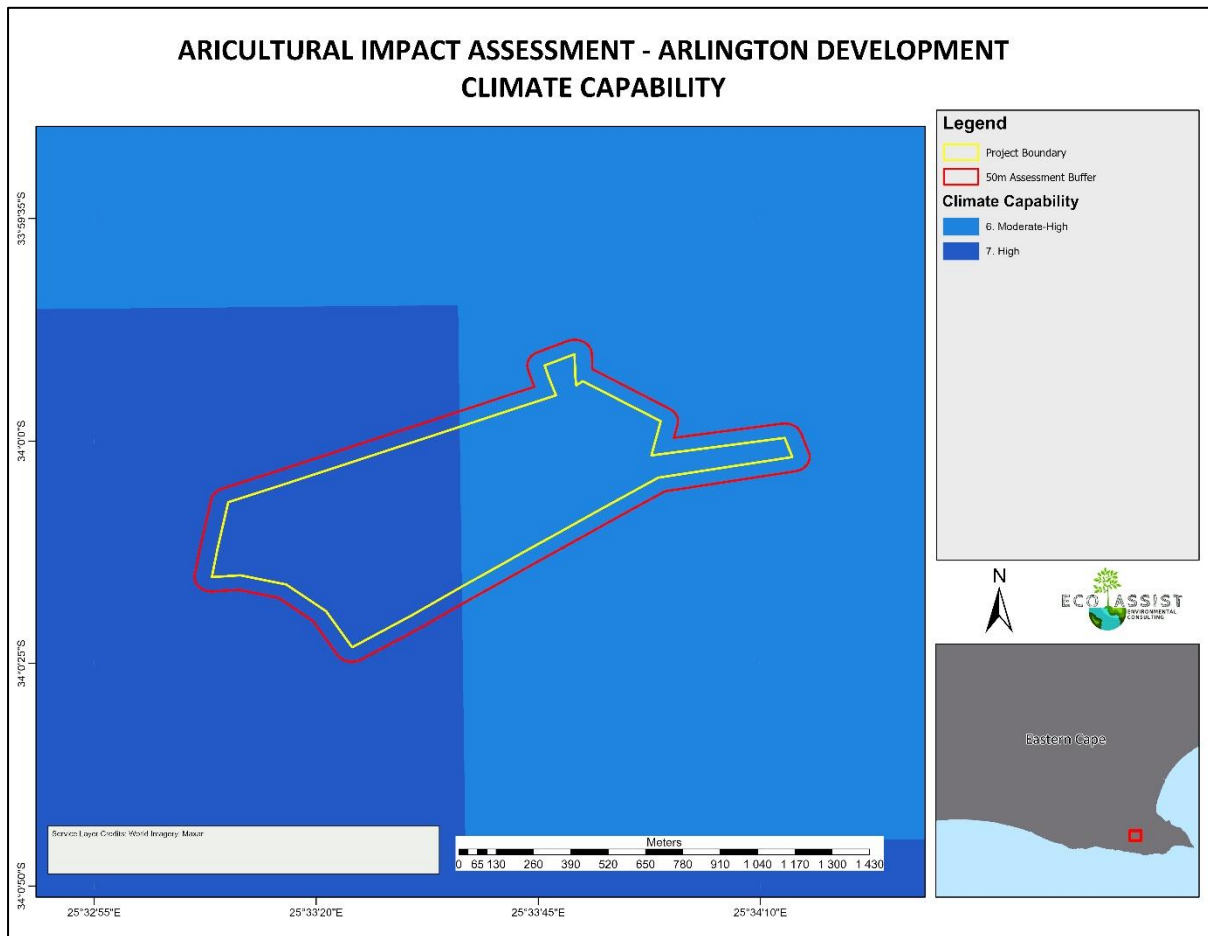 ARICULTURAL IMPACT ASSESSMENT - ARLINGTON DEVELOPMENT
CLIMATE CAPABILITY
Legend
Project Boundary
50m Assessment Buffer
Climate Capability
6. Moderate-High
7. High
33°59'35"S
34°0'0"S
34°0'25"S
34°0'50"S
N
ECO ASSIST
ENVIRONMENTAL
CONSULTING
Eastern Cape
Service Layer Credits: World Imagery: Maxar
Meters
0 65 130 260 390 520 650 780 910 1 040 1 170 1 300 1 430
25°32'55"E 25°33'20"E 25°33'45"E 25°34'10"E